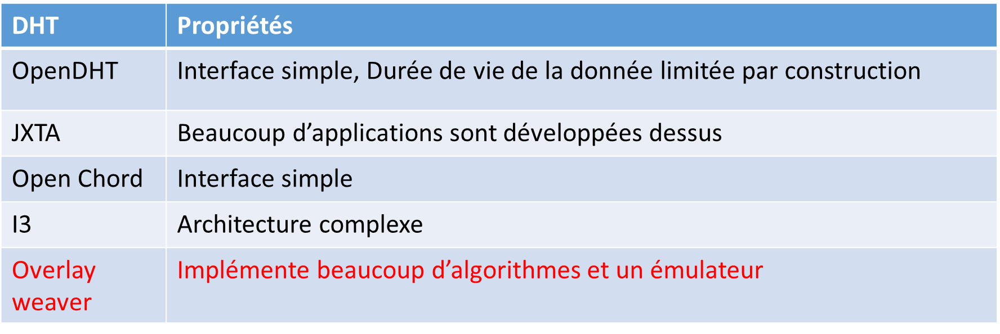 DHT Propriétés
OpenDHT Interface simple, Durée de vie de la donnée limitée par construction
JXTA Beaucoup d’applications sont développées dessus
Open Chord Interface simple
I3 Architecture complexe
Overlay Implémente beaucoup d’algorithmes et un émulateur
weaver